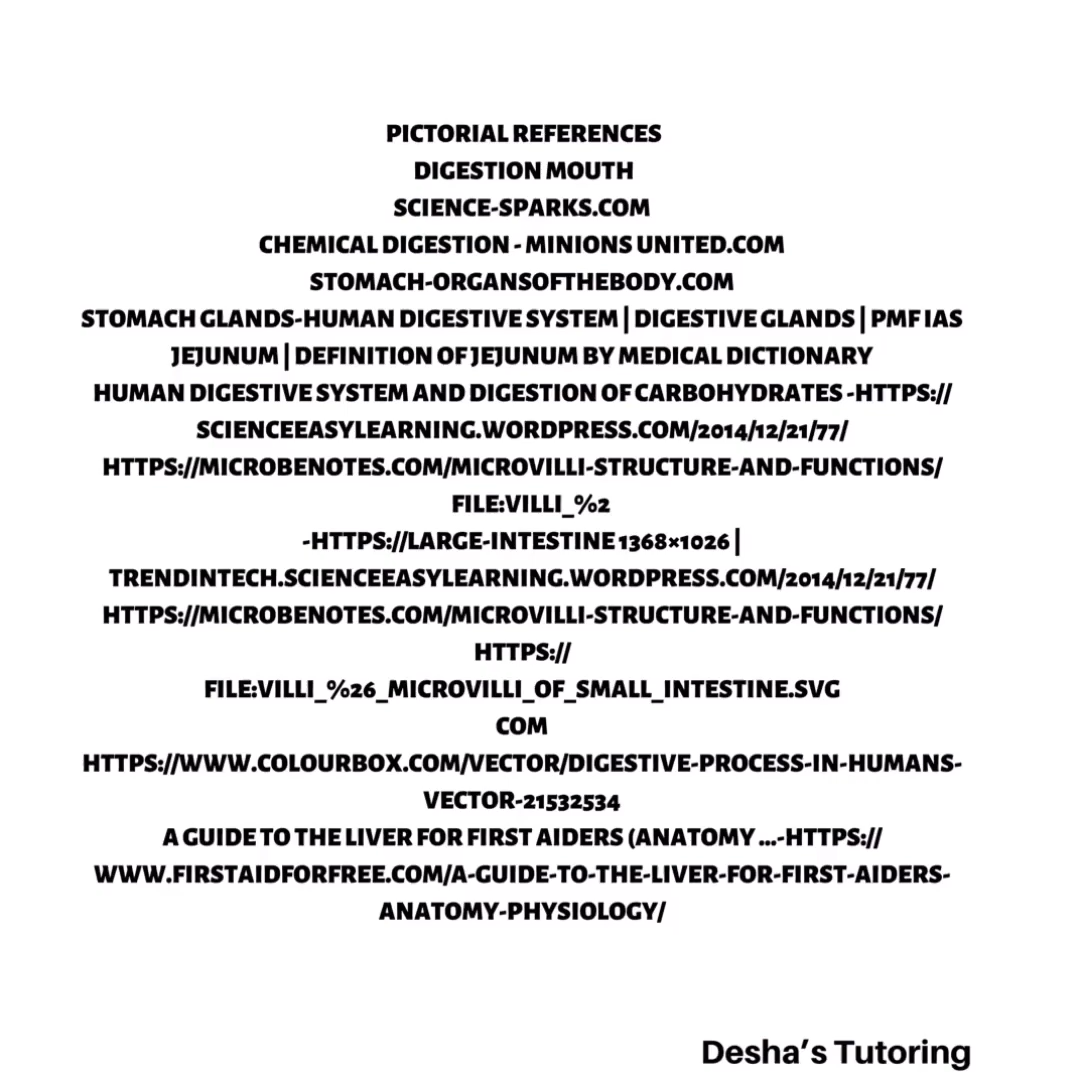 PICTORIAL REFERENCES
DIGESTION MOUTH
SCIENCE-SPARKS.COM
CHEMICAL DIGESTION - MINIONS UNITED.COM
STOMACH-ORGANSOFTHEBODY.COM
STOMACH GLANDS-HUMAN DIGESTIVE SYSTEM | DIGESTIVE GLANDS | PMF IAS
JEJUNUM | DEFINITION OF JEJUNUM BY MEDICAL DICTIONARY
HUMAN DIGESTIVE SYSTEM AND DIGESTION OF CARBOHYDRATES -HTTPS://
SCIENCEEASYLEARNING.WORDPRESS.COM/2014/12/21/77/
HTTPS://MICROBENOTES.COM/MICROVILLI-STRUCTURE-AND-FUNCTIONS/
FILE:VILLI_%2
-HTTPS://LARGE-INTESTINE 1368×1026 |
TRENDINTECH.SCIENCEEASYLEARNING.WORDPRESS.COM/2014/12/21/77/
HTTPS://MICROBENOTES.COM/MICROVILLI-STRUCTURE-AND-FUNCTIONS/
HTTPS://
FILE:VILLI_%26_MICROVILLI_OF_SMALL_INTESTINE.SVG
COM
HTTPS://WWW.COLOURBOX.COM/VECTOR/DIGESTIVE-PROCESS-IN-HUMANS-
VECTOR-21532534
A GUIDE TO THE LIVER FOR FIRST AIDERS (ANATOMY ...-HTTPS://
WWW.FIRSTAIDFORFREE.COM/A-GUIDE-TO-THE-LIVER-FOR-FIRST-AIDERS-
ANATOMY-PHYSIOLOGY/
Desha's Tutoring